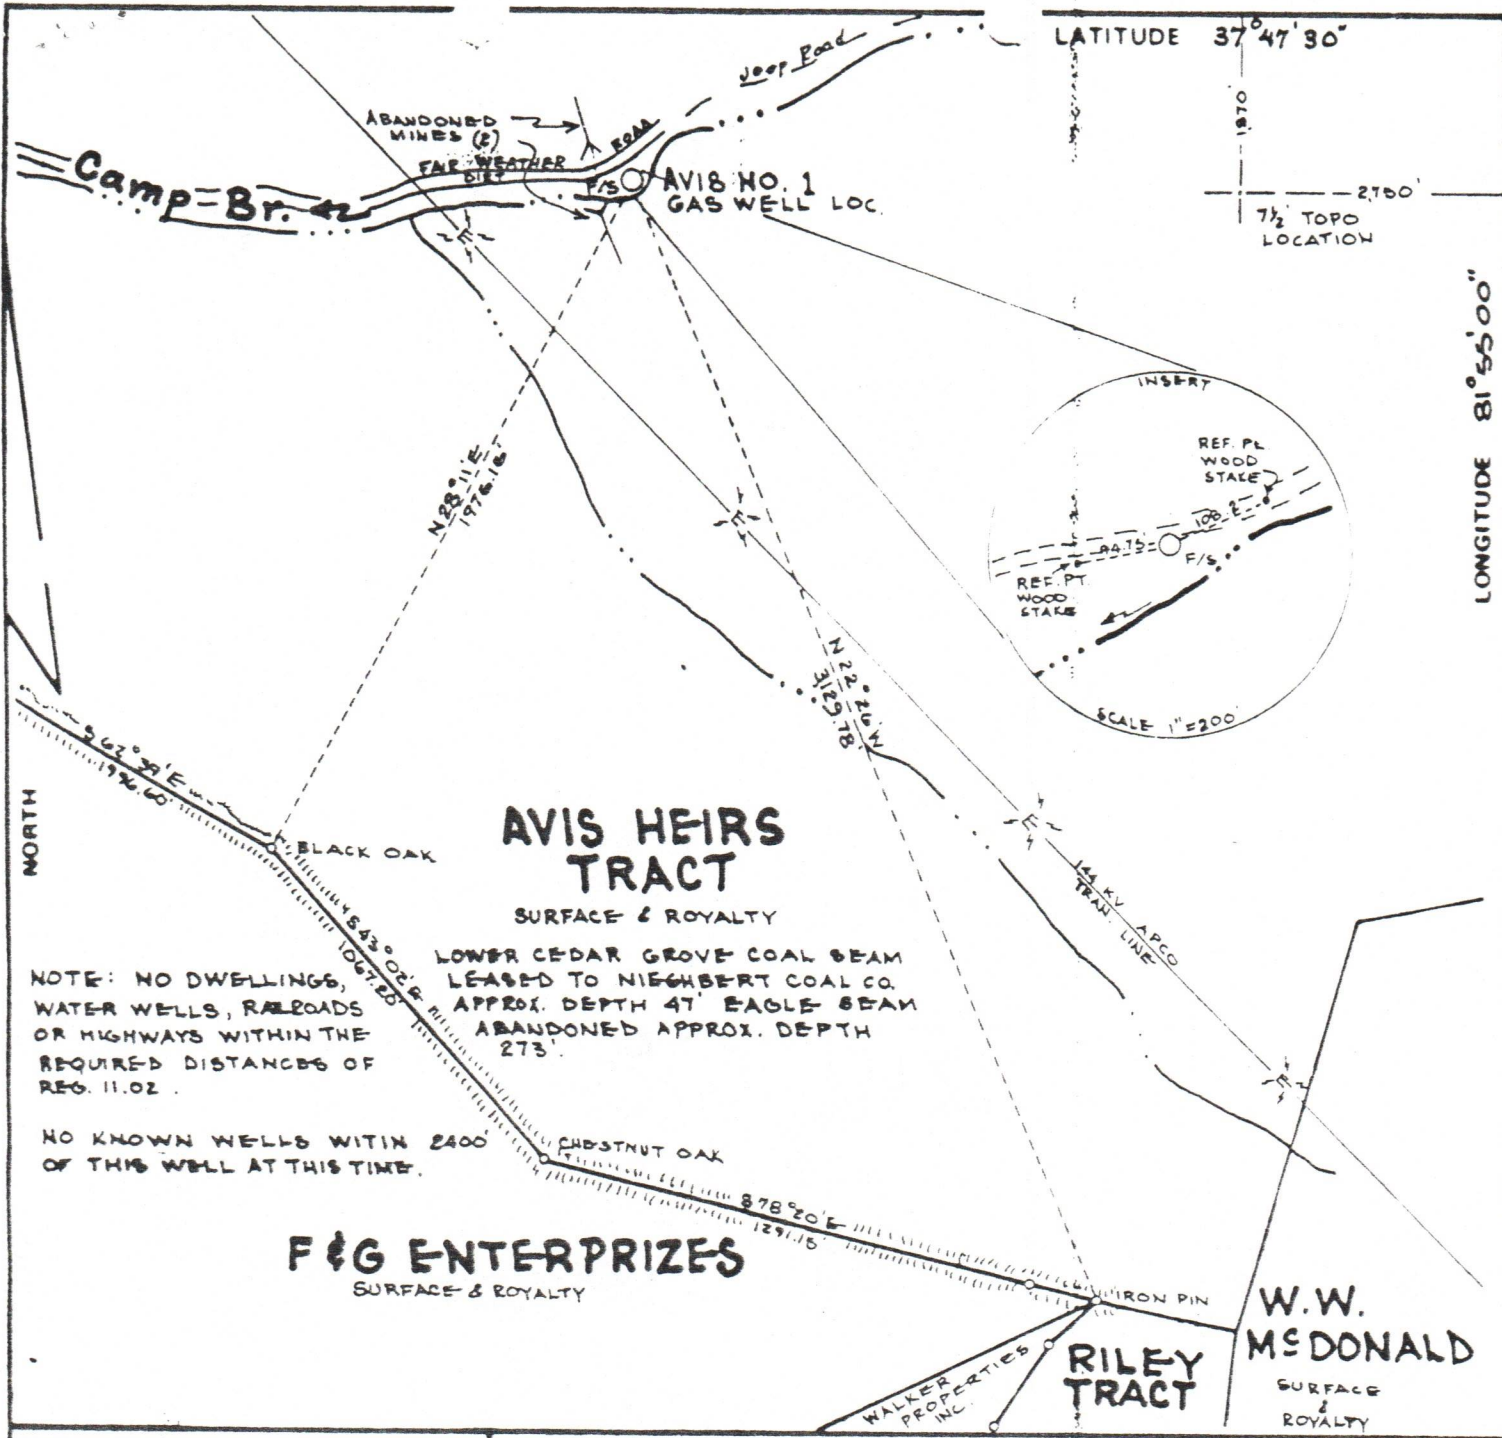 LATITUDE 37°47'30"
Jeep Road
1870
ABANDONED
MINES (2)
ROAD
FAIR WEATHER
DIRT
F/S
AVIS NO. 1
GAS WELL LOC.
Camp Br.
2,750'
7½' TOPO
LOCATION
LONGITUDE 81°55'00"
INSERT
REF. Pt.
WOOD
STAKE
108.2
94.75'
F/S
REF. PT.
WOOD
STAKE
SCALE 1"=200'
N 28° 11' E
1976.18'
N 22° 26' W
3129.78'
S 62° 39' E
1996.60'
NORTH
BLACK OAK
AVIS HEIRS
TRACT
SURFACE & ROYALTY
144 KV APCO
TRAN. LINE
S 43° 02' E
1067.20'
LOWER CEDAR GROVE COAL SEAM
LEASED TO NIEGHBERT COAL CO.
APPROX. DEPTH 47' EAGLE SEAM
ABANDONED APPROX. DEPTH
273'.
NOTE: NO DWELLINGS,
WATER WELLS, RAILROADS
OR HIGHWAYS WITHIN THE
REQUIRED DISTANCES OF
REG. 11.02.
NO KNOWN WELLS WITIN 2400'
OF THIS WELL AT THIS TIME.
CHESTNUT OAK
S 78° 20' E
1291.15'
F & G ENTERPRIZES
SURFACE & ROYALTY
IRON PIN
W. W.
McDONALD
SURFACE
&
ROYALTY
RILEY
TRACT
WALKER
PROPERTIES
INC.